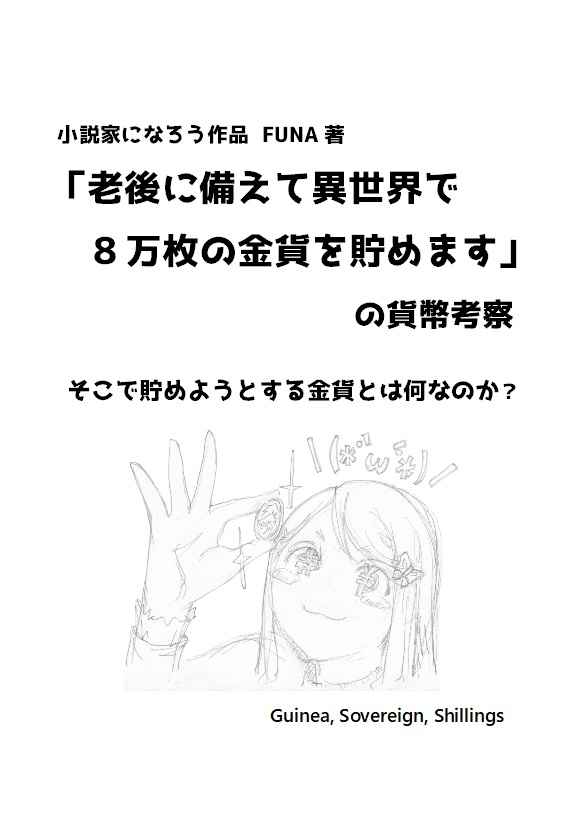 小説家になろう作品 FUNA 著
「老後に備えて異世界で
８万枚の金貨を貯めます」
の貨幣考察
そこで貯めようとする金貨とは何なのか？
\(*´ω`*)/
Guinea, Sovereign, Shillings